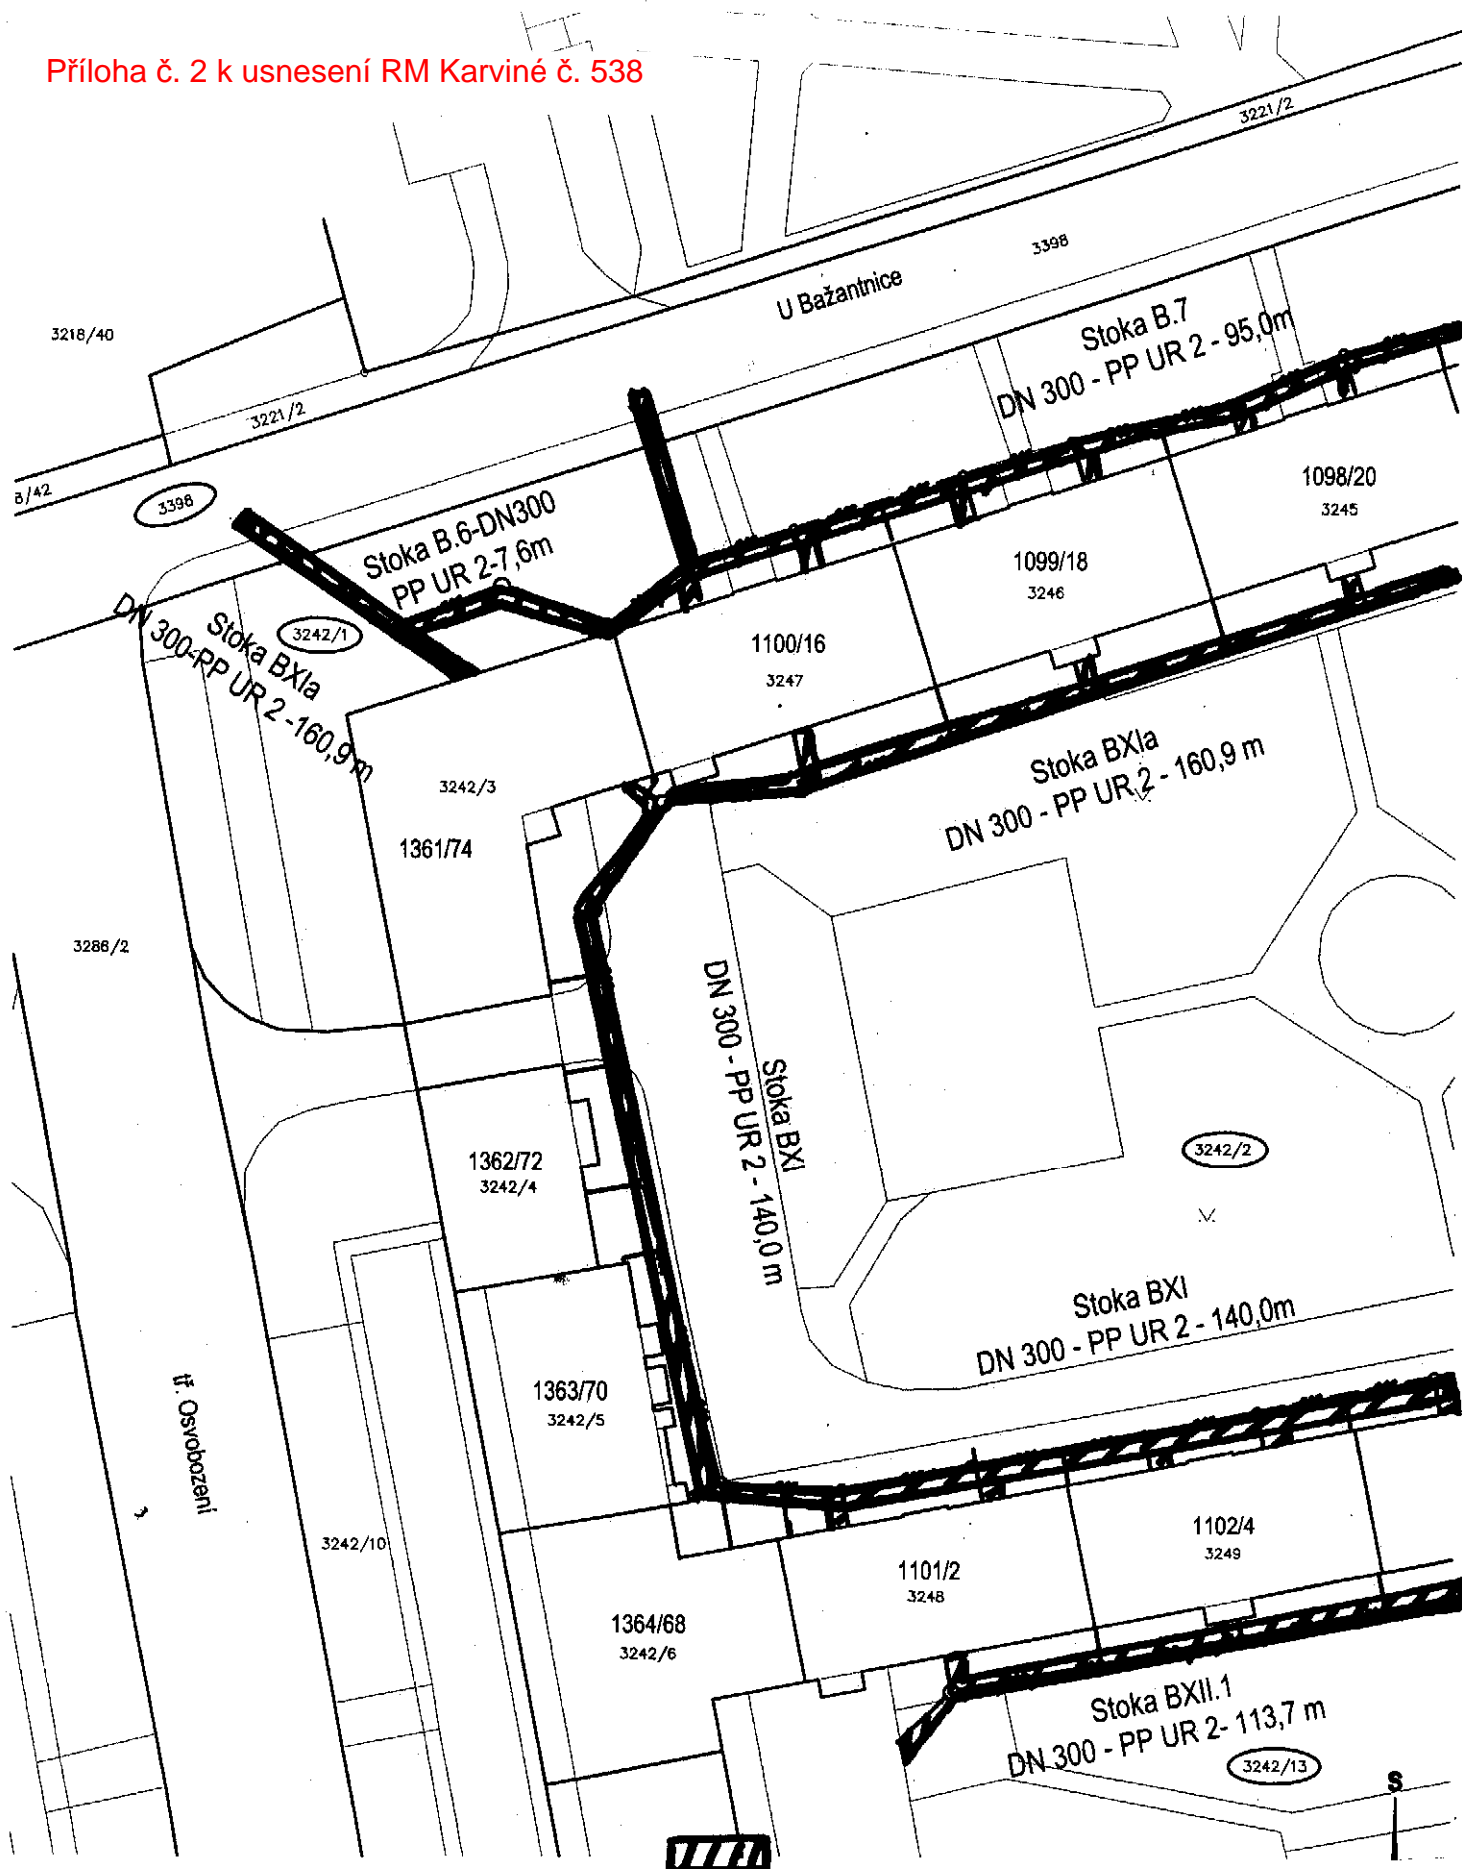 Příloha č. 2 k usnesení RM Karviné č. 538
3221/2
3398
U Bažantnice
3218/40
Stoka B.7
DN 300 - PP UR 2 - 95,0m
3221/2
8/42
3398
Stoka B.6-DN300
PP UR 2-7,6m
1098/20
3245
1099/18
3246
Stoka BXIa
DN 300-PP UR 2 -160,9 m
3242/1
1100/16
3247
Stoka BXIa
DN 300 - PP UR 2 - 160,9 m
3242/3
1361/74
3286/2
Stoka BXI
DN 300 - PP UR 2 - 140,0 m
1362/72
3242/4
3242/2
Stoka BXI
DN 300 - PP UR 2 - 140,0m
1363/70
3242/5
tř. Osvobození
3242/10
1102/4
3249
1101/2
3248
1364/68
3242/6
Stoka BXII.1
DN 300 - PP UR 2- 113,7 m
3242/13
S